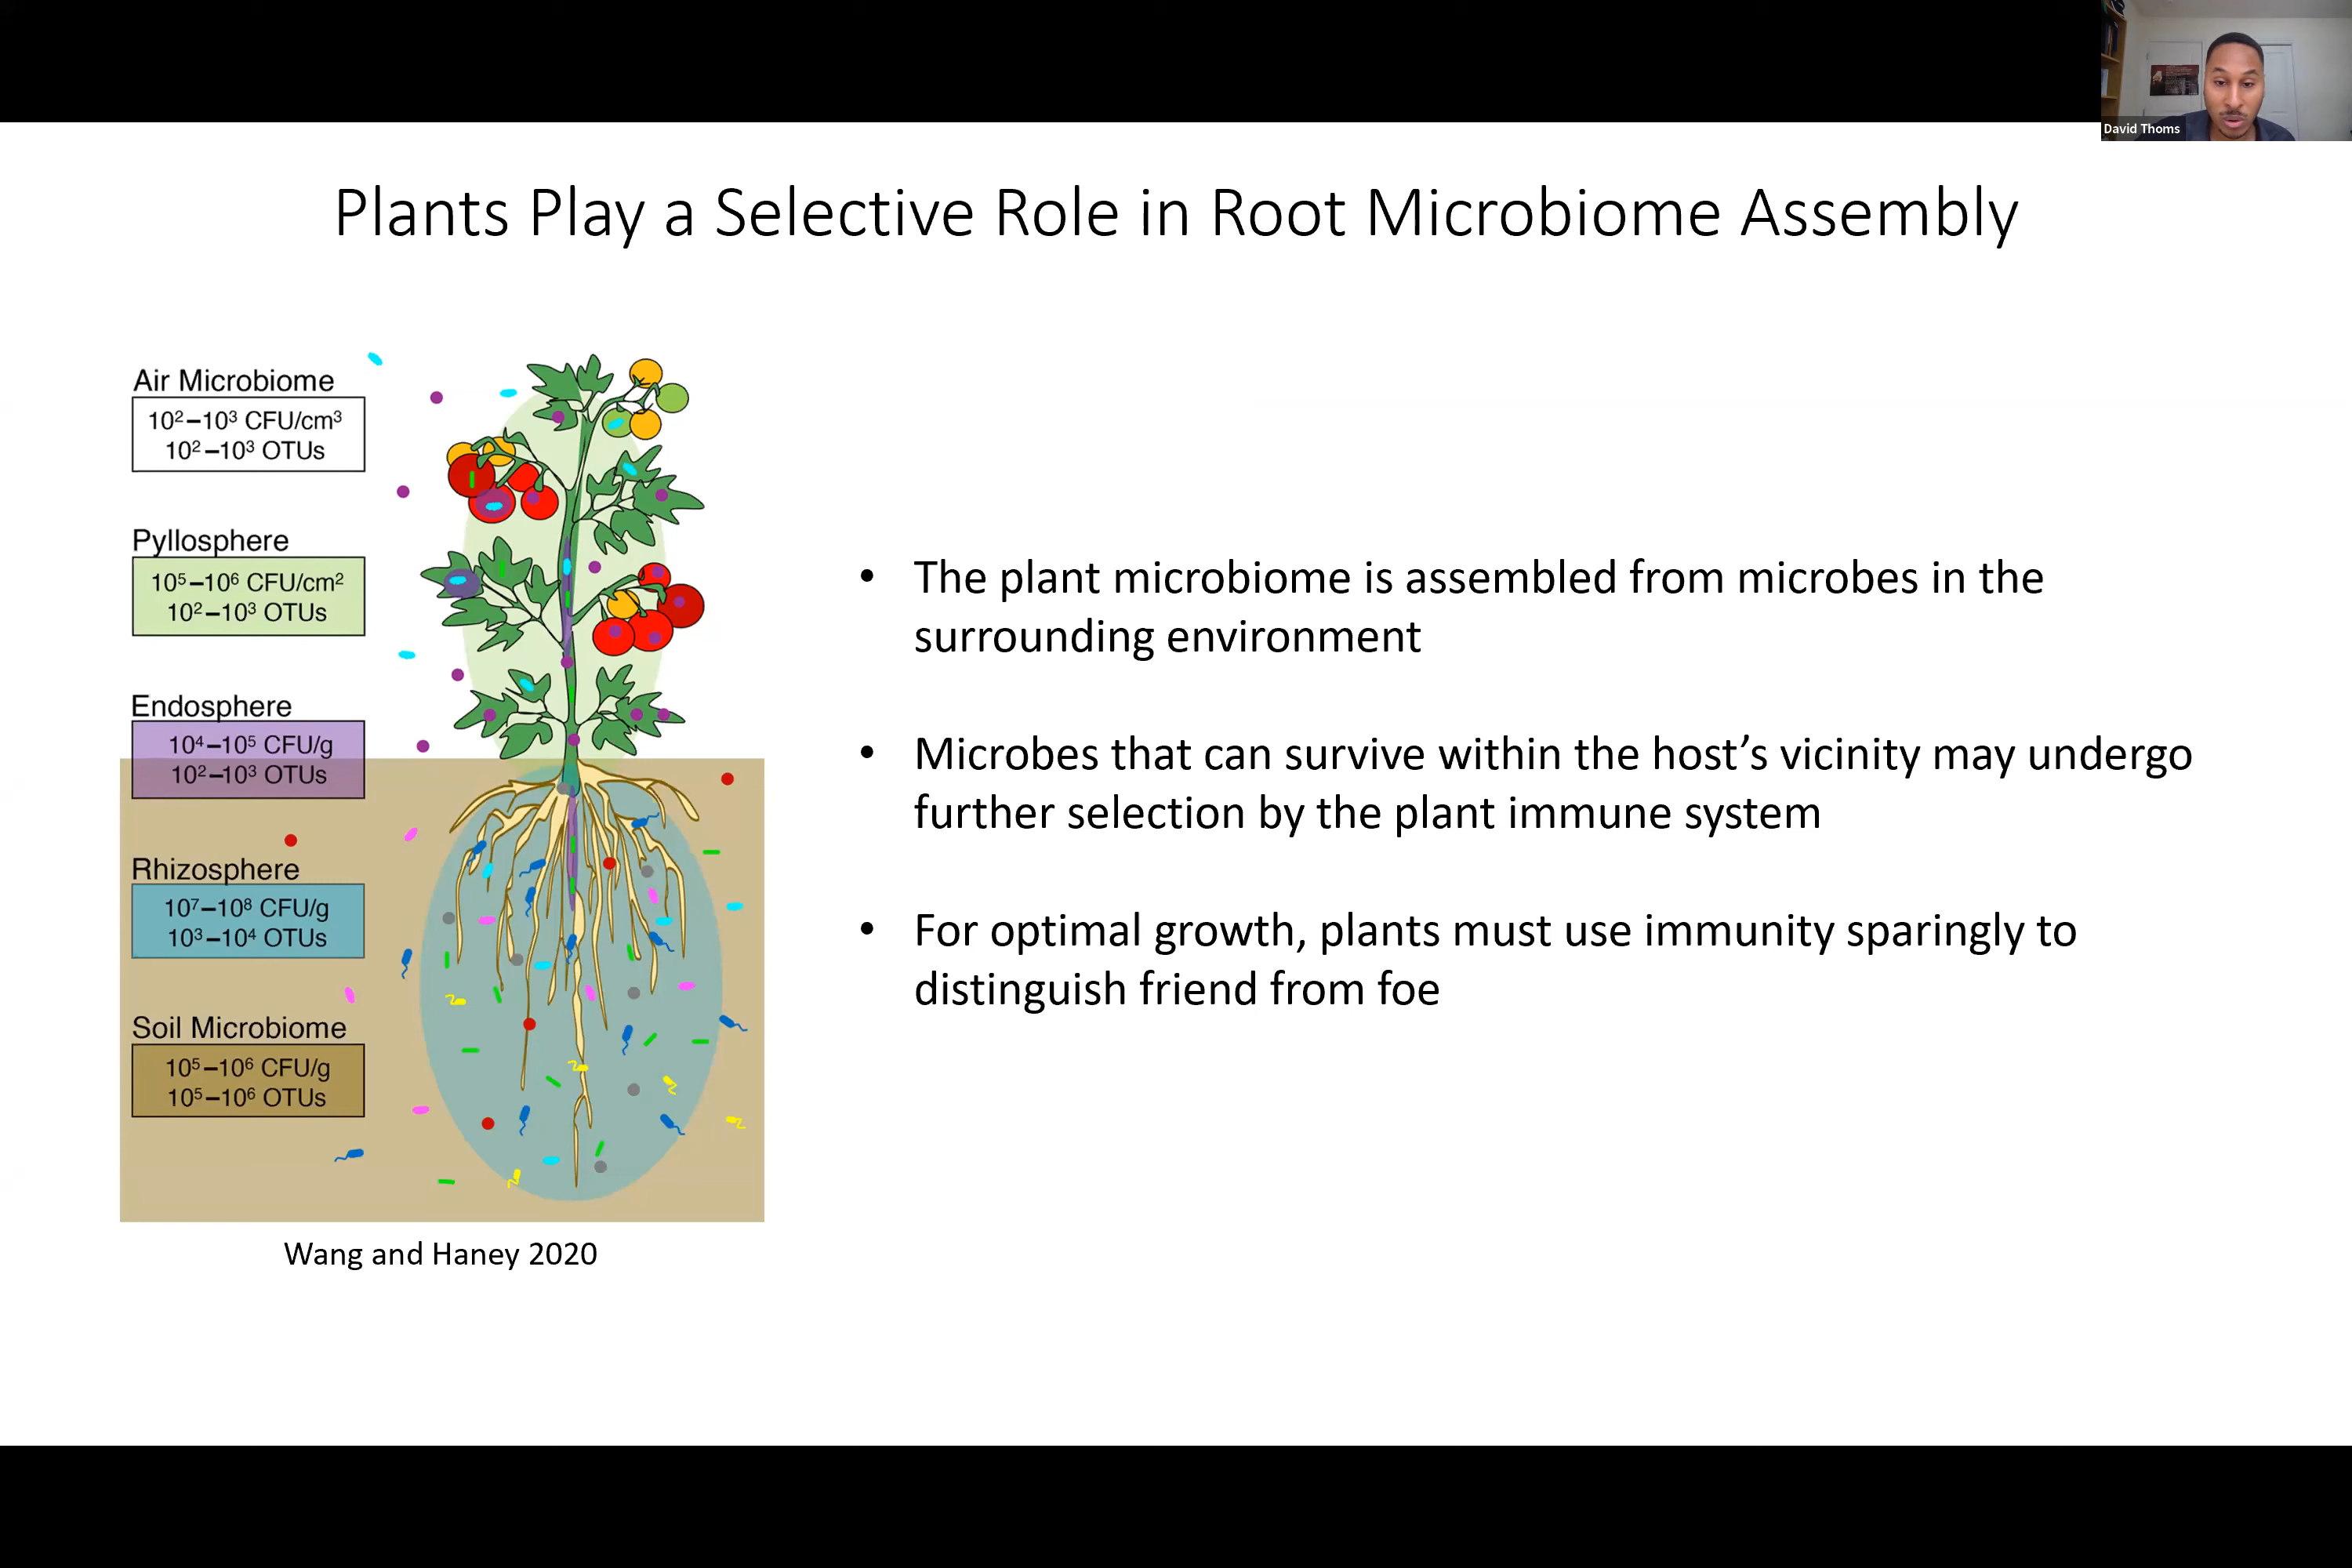 David Thoms
Plants Play a Selective Role in Root Microbiome Assembly
Air Microbiome
10²–10³ CFU/cm³
10²–10³ OTUs
Pyllosphere
10⁵–10⁶ CFU/cm²
10²–10³ OTUs
Endosphere
10⁴–10⁵ CFU/g
10²–10³ OTUs
Rhizosphere
10⁷–10⁸ CFU/g
10³–10⁴ OTUs
Soil Microbiome
10⁵–10⁶ CFU/g
10⁵–10⁶ OTUs
Wang and Haney 2020
• The plant microbiome is assembled from microbes in the
surrounding environment
• Microbes that can survive within the host’s vicinity may undergo
further selection by the plant immune system
• For optimal growth, plants must use immunity sparingly to
distinguish friend from foe